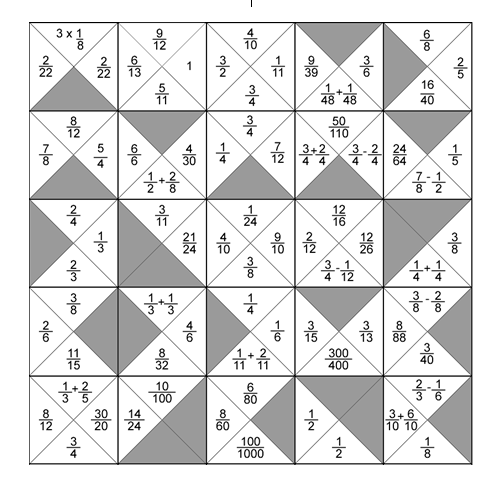 3 x 1/8 9/12 4/10 6/8
2/22 2/22 6/13 1 3/2 1/11 9/39 3/6 2/5
5/11 3/4 1/48+1/48 16/40
8/12 3/4 50/110
7/8 5/4 6/6 4/30 1/4 7/12 3/4+2/4 3/4-2/4 24/64 1/5
1/2+2/8 7/8-1/2
2/4 3/11 1/24 12/16
1/3 21/24 4/10 9/10 2/12 12/26 3/8
2/3 3/8 3/4-1/12 1/4+1/4
3/8 1/3+1/3 1/4 3/8-2/8
2/6 4/6 1/6 3/15 3/13 8/88
11/15 8/32 1/11+2/11 300/400 3/40
1/3+2/5 10/100 6/80 2/3-1/6
8/12 30/20 14/24 8/60 1/2 3/10+6/10
3/4 100/1000 1/2 1/8